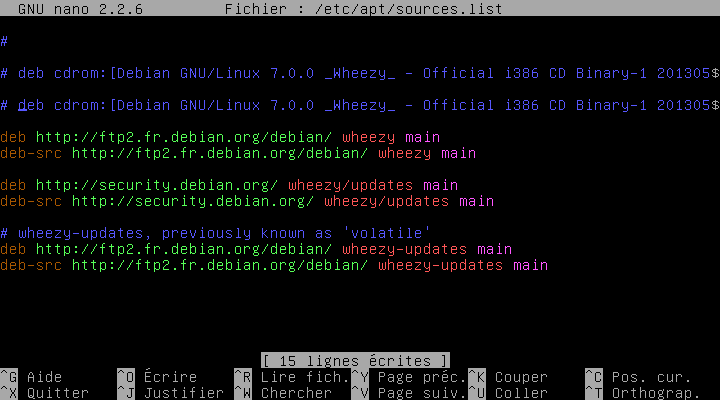 GNU nano 2.2.6 Fichier : /etc/apt/sources.list
#
# deb cdrom:[Debian GNU/Linux 7.0.0 _Wheezy_ - Official i386 CD Binary-1 201305$
# deb cdrom:[Debian GNU/Linux 7.0.0 _Wheezy_ - Official i386 CD Binary-1 201305$
deb http://ftp2.fr.debian.org/debian/ wheezy main
deb-src http://ftp2.fr.debian.org/debian/ wheezy main
deb http://security.debian.org/ wheezy/updates main
deb-src http://security.debian.org/ wheezy/updates main
# wheezy-updates, previously known as 'volatile'
deb http://ftp2.fr.debian.org/debian/ wheezy-updates main
deb-src http://ftp2.fr.debian.org/debian/ wheezy-updates main
[ 15 lignes écrites ]
^G Aide ^O Écrire ^R Lire fich. ^Y Page préc. ^K Couper ^C Pos. cur.
^X Quitter ^J Justifier ^W Chercher ^V Page suiv. ^U Coller ^T Orthograp.